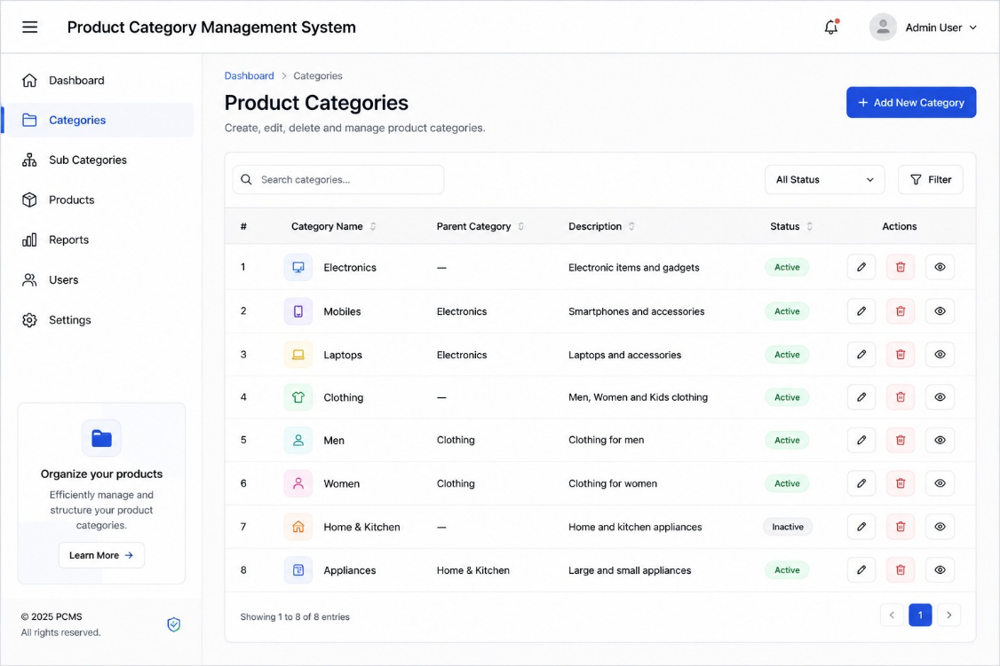 Product Category Management System
Admin User
Dashboard
Categories
Sub Categories
Products
Reports
Users
Settings
Organize your products
Efficiently manage and
structure your product
categories.
Learn More →
© 2025 PCMS
All rights reserved.
Dashboard > Categories
Product Categories
Create, edit, delete and manage product categories.
+ Add New Category
Search categories...
All Status
Filter
# Category Name Parent Category Description Status Actions
1 Electronics — Electronic items and gadgets Active
2 Mobiles Electronics Smartphones and accessories Active
3 Laptops Electronics Laptops and accessories Active
4 Clothing — Men, Women and Kids clothing Active
5 Men Clothing Clothing for men Active
6 Women Clothing Clothing for women Active
7 Home & Kitchen — Home and kitchen appliances Inactive
8 Appliances Home & Kitchen Large and small appliances Active
Showing 1 to 8 of 8 entries
< 1 >